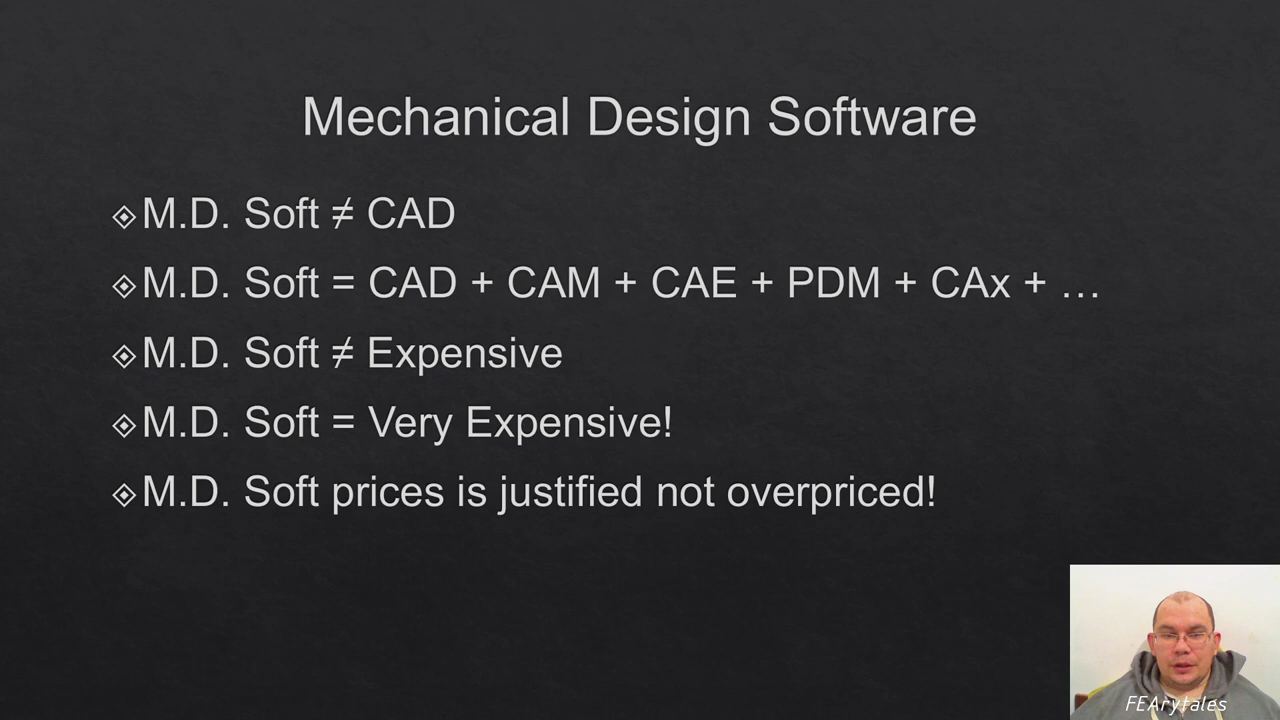 Mechanical Design Software
M.D. Soft ≠ CAD
M.D. Soft = CAD + CAM + CAE + PDM + CAx + …
M.D. Soft ≠ Expensive
M.D. Soft = Very Expensive!
M.D. Soft prices is justified not overpriced!
FEArytales